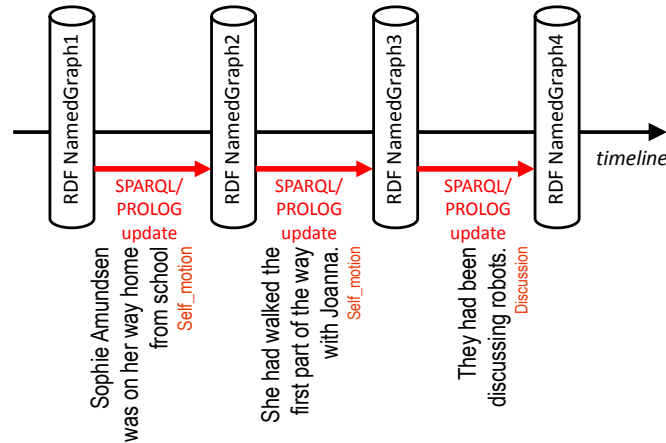 RDF NamedGraph1
RDF NamedGraph2
RDF NamedGraph3
RDF NamedGraph4
timeline
SPARQL/
PROLOG
update
SPARQL/
PROLOG
update
SPARQL/
PROLOG
update
Sophie Amundsen
was on her way home
from school
Self_motion
She had walked the
first part of the way
with Joanna.
Self_motion
They had been
discussing robots.
Discussion